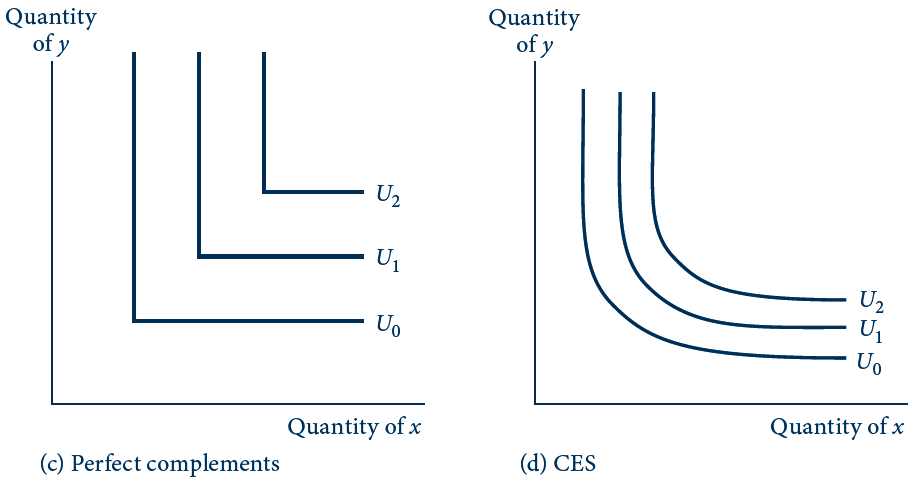 Quantity
of y
U₂
U₁
U₀
Quantity of x
(c) Perfect complements
Quantity
of y
U₂
U₁
U₀
Quantity of x
(d) CES